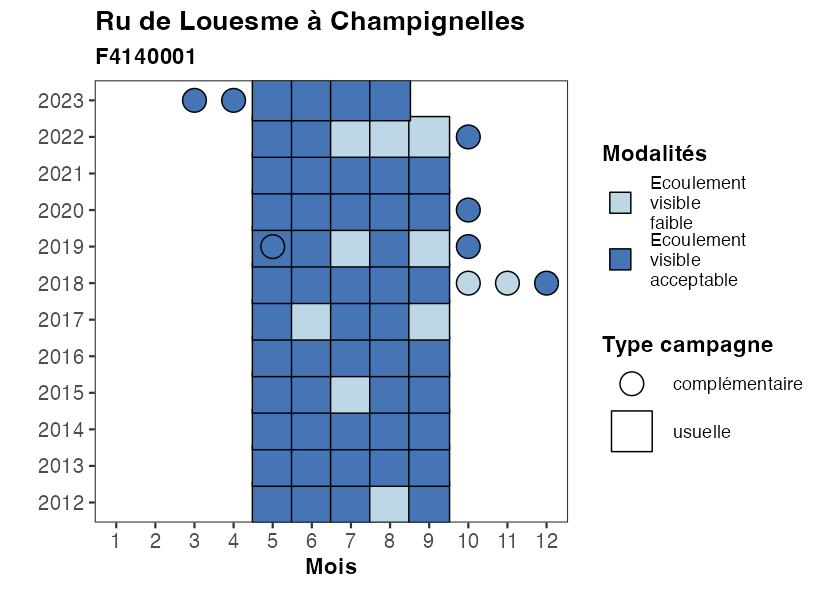 Ru de Louesme à Champignelles
F4140001
2023
2022
2021
2020
2019
2018
2017
2016
2015
2014
2013
2012
1 2 3 4 5 6 7 8 9 10 11 12
Mois
Modalités
Ecoulement
visible
faible
Ecoulement
visible
acceptable
Type campagne
complémentaire
usuelle